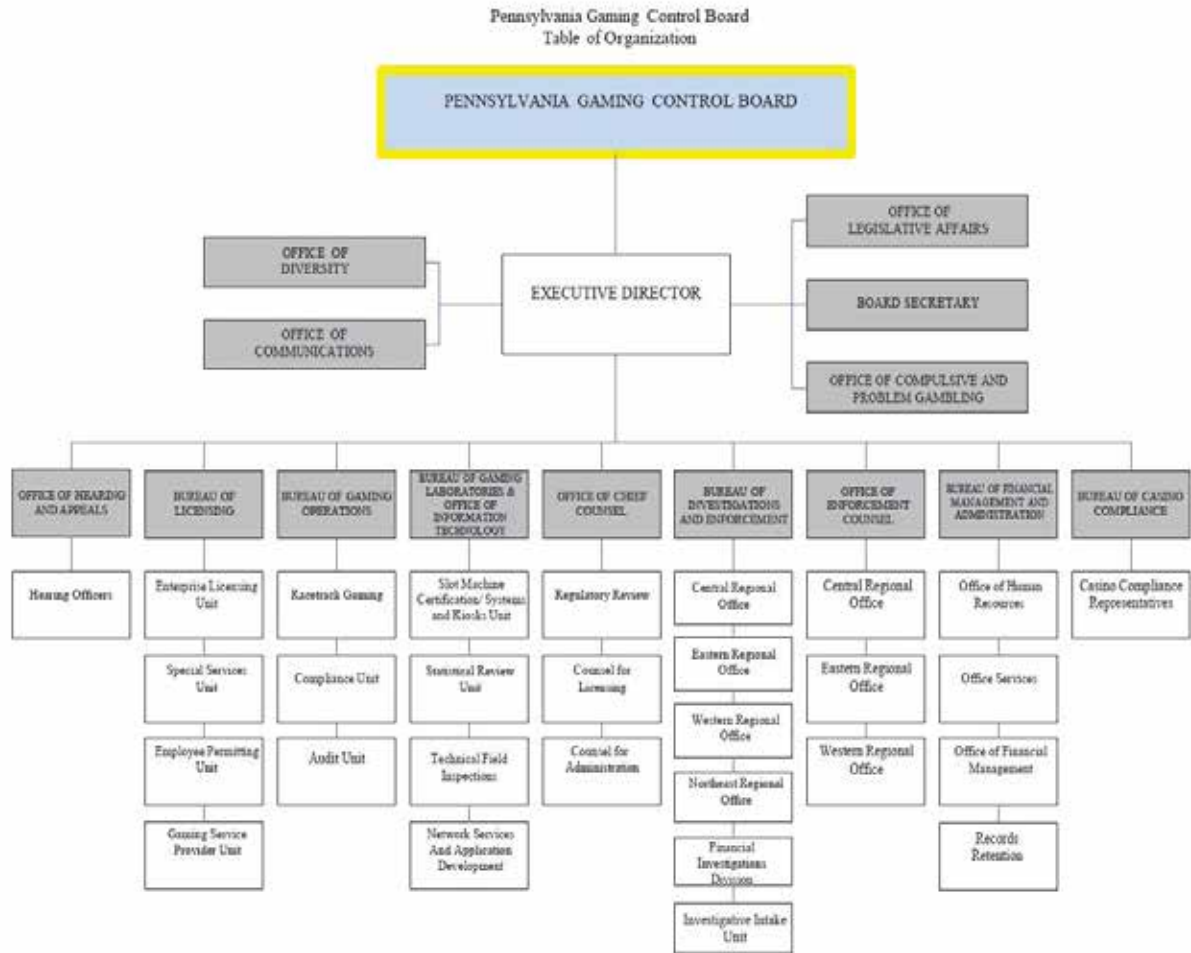 Pennsylvania Gaming Control Board
Table of Organization
PENNSYLVANIA GAMING CONTROL BOARD
OFFICE OF
LEGISLATIVE AFFAIRS
OFFICE OF
DIVERSITY
EXECUTIVE DIRECTOR
BOARD SECRETARY
OFFICE OF
COMMUNICATIONS
OFFICE OF COMPULSIVE AND
PROBLEM GAMBLING
OFFICE OF HEARING
AND APPEALS
BUREAU OF
LICENSING
BUREAU OF GAMING
OPERATIONS
BUREAU OF GAMING
LABORATORIES &
OFFICE OF
INFORMATION
TECHNOLOGY
OFFICE OF CHIEF
COUNSEL
BUREAU OF
INVESTIGATIONS
AND ENFORCEMENT
OFFICE OF
ENFORCEMENT
COUNSEL
BUREAU OF FINANCIAL
MANAGEMENT AND
ADMINISTRATION
BUREAU OF CASINO
COMPLIANCE
Hearing Officers
Enterprise Licensing
Unit
Special Services
Unit
Employee Permitting
Unit
Gaming Service
Provider Unit
Racetrack Gaming
Compliance Unit
Audit Unit
Slot Machine
Certification/ Systems
and Kiosks Unit
Statistical Review
Unit
Technical Field
Inspections
Network Services
And Application
Development
Regulatory Review
Counsel for
Licensing
Counsel for
Administration
Central Regional
Office
Eastern Regional
Office
Western Regional
Office
Northeast Regional
Office
Financial
Investigations
Division
Investigative Intake
Unit
Central Regional
Office
Eastern Regional
Office
Western Regional
Office
Office of Human
Resources
Office Services
Office of Financial
Management
Records
Retention
Casino Compliance
Representatives